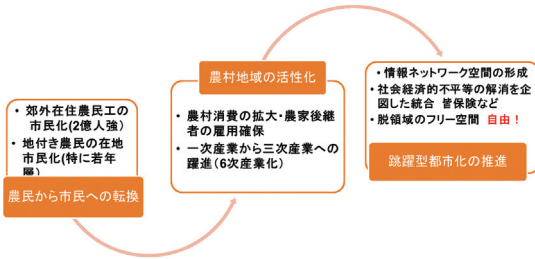 ・ 郊外在住農民工の
市民化(2億人強)
・ 地付き農民の在地
市民化(特に若年
層)
農民から市民への転換
農村地域の活性化
・ 農村消費の拡大・農家後継
者の雇用確保
・ 一次産業から三次産業への
躍進(6次産業化)
・情報ネットワーク空間の形成
・社会経済的不平等の解消を企
図した統合 皆保険など
・脱領域のフリー空間 自由！
跳躍型都市化の推進